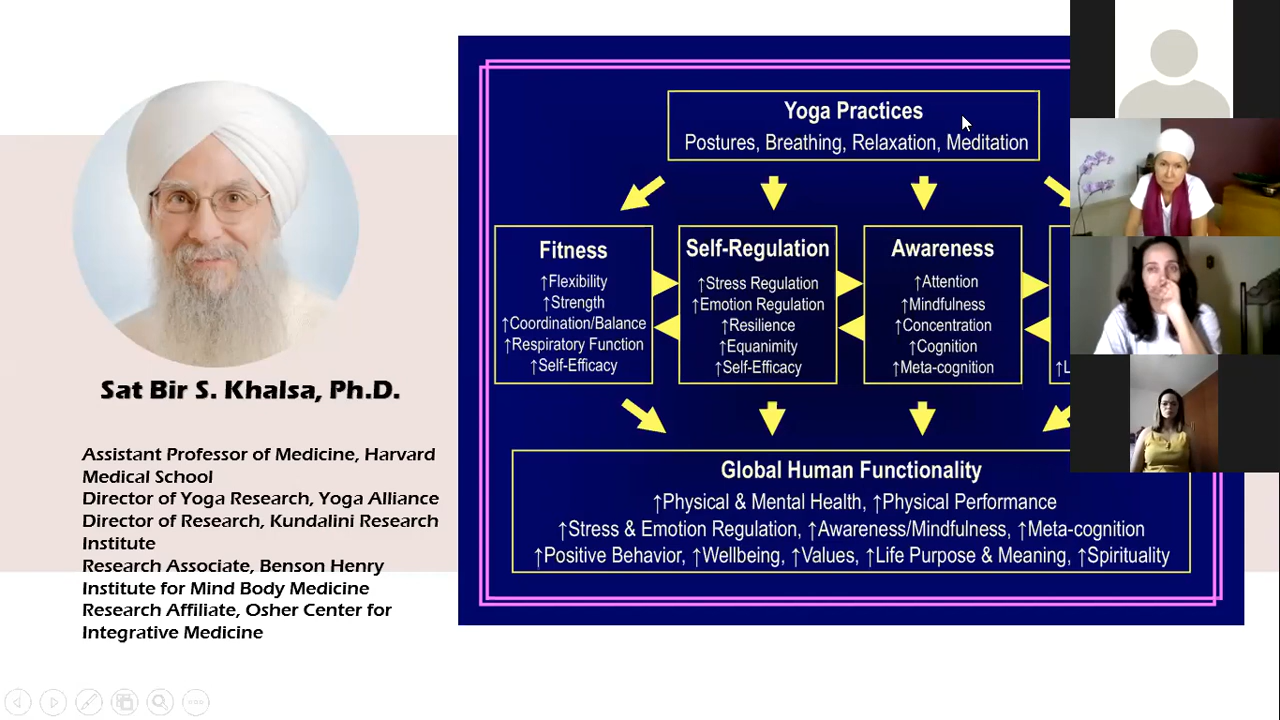 Sat Bir S. Khalsa, Ph.D.
Assistant Professor of Medicine, Harvard
Medical School
Director of Yoga Research, Yoga Alliance
Director of Research, Kundalini Research
Institute
Research Associate, Benson Henry
Institute for Mind Body Medicine
Research Affiliate, Osher Center for
Integrative Medicine
Yoga Practices
Postures, Breathing, Relaxation, Meditation
Fitness
↑Flexibility
↑Strength
↑Coordination/Balance
↑Respiratory Function
↑Self-Efficacy
Self-Regulation
↑Stress Regulation
↑Emotion Regulation
↑Resilience
↑Equanimity
↑Self-Efficacy
Awareness
↑Attention
↑Mindfulness
↑Concentration
↑Cognition
↑Meta-cognition
Global Human Functionality
↑Physical & Mental Health, ↑Physical Performance
↑Stress & Emotion Regulation, ↑Awareness/Mindfulness, ↑Meta-cognition
↑Positive Behavior, ↑Wellbeing, ↑Values, ↑Life Purpose & Meaning, ↑Spirituality